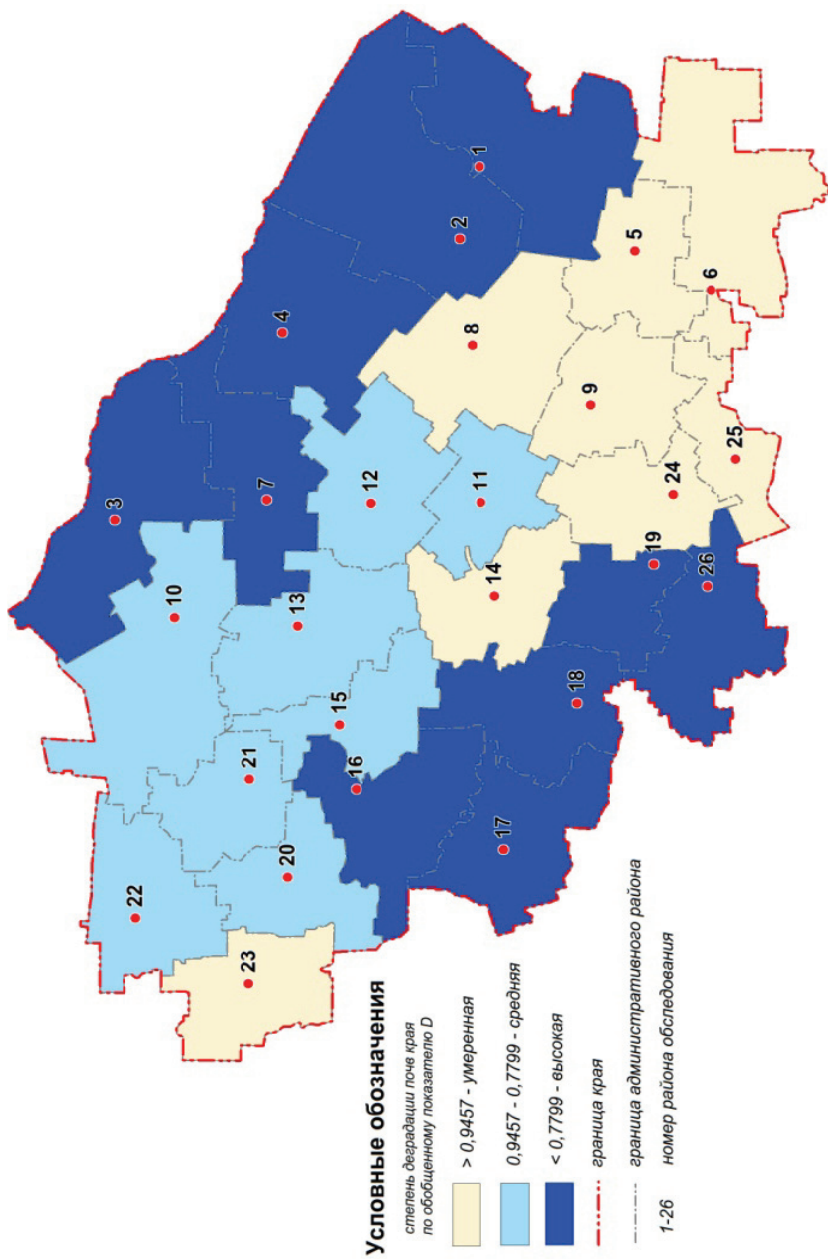 Условные обозначения
степень деградации почв края
по обобщенному показателю D
> 0,9457 - умеренная
0,9457 - 0,7799 - средняя
< 0,7799 - высокая
граница края
граница административного района
1-26 номер района обследования
22
23
20
21
10
3
16
15
13
7
4
17
18
14
12
11
8
2
1
26
19
24
25
9
6
5